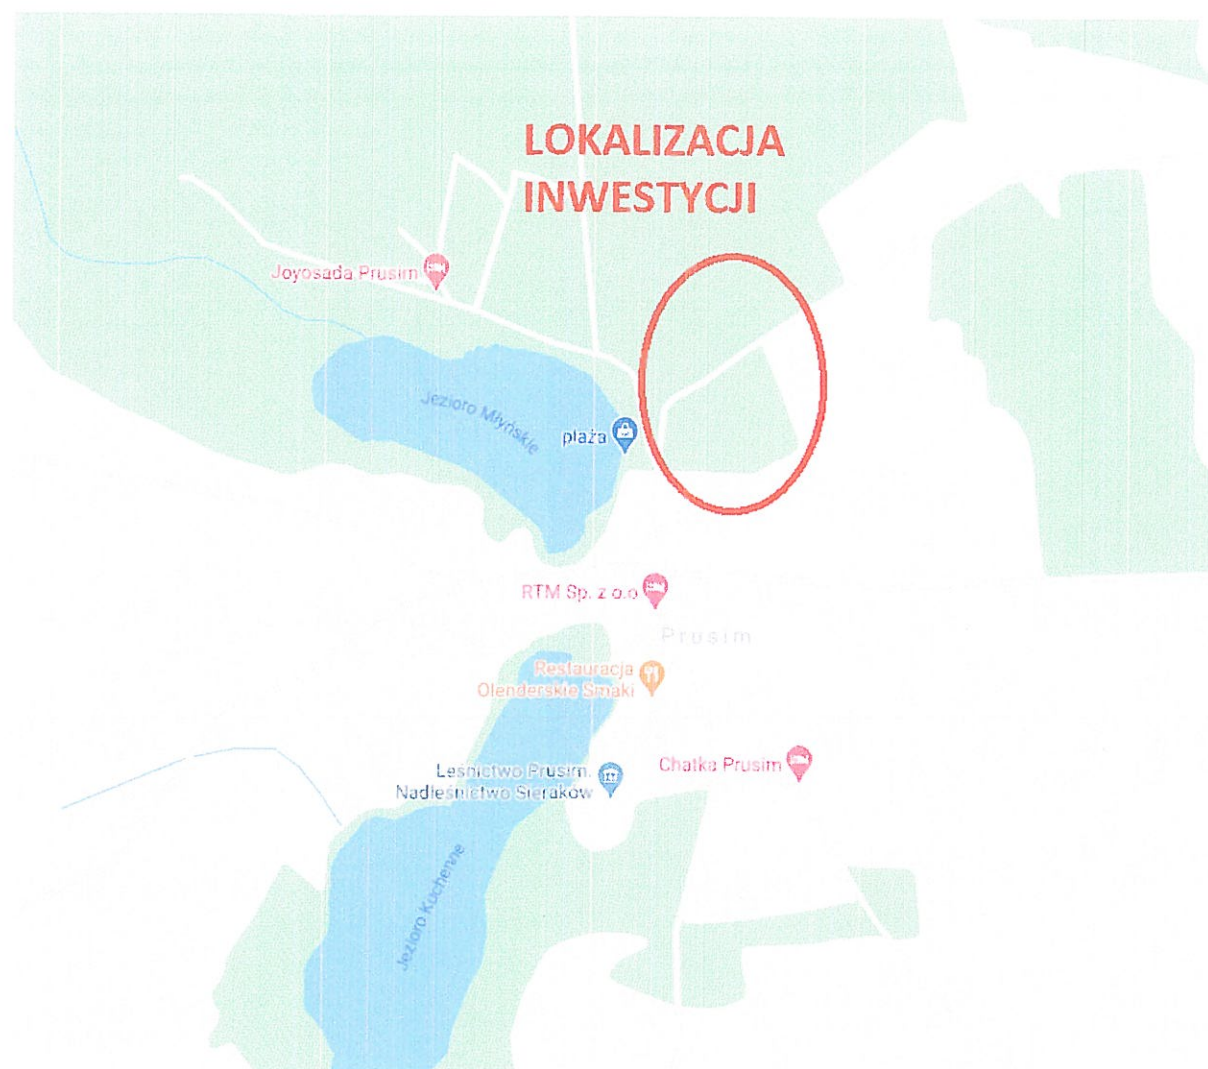 LOKALIZACJA
INWESTYCJI
Joyosada Prusim
Jezioro Młyńskie
plaża
RTM Sp. z o.o
Prusim
Restauracja
Olenderskie Smaki
Chatka Prusim
Leśnictwo Prusim.
Nadleśnictwo Sieraków
Jezioro Kuchenne